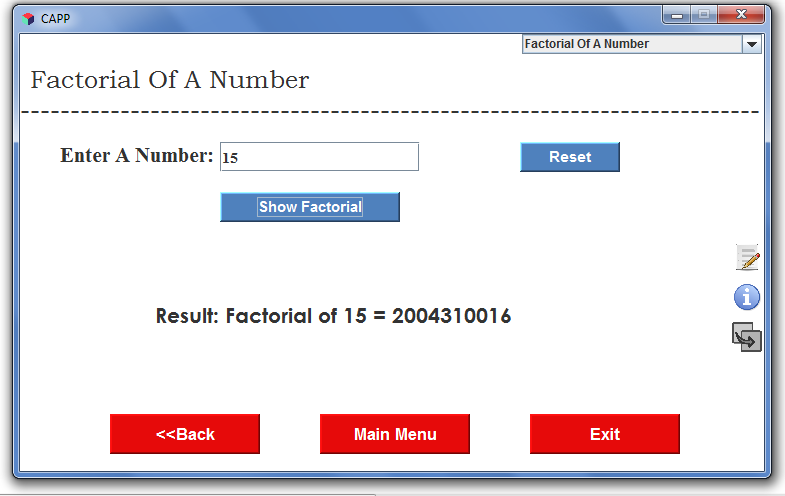 CAPP
Factorial Of A Number
Factorial Of A Number
Enter A Number: 15
Reset
Show Factorial
Result: Factorial of 15 = 2004310016
<<Back
Main Menu
Exit